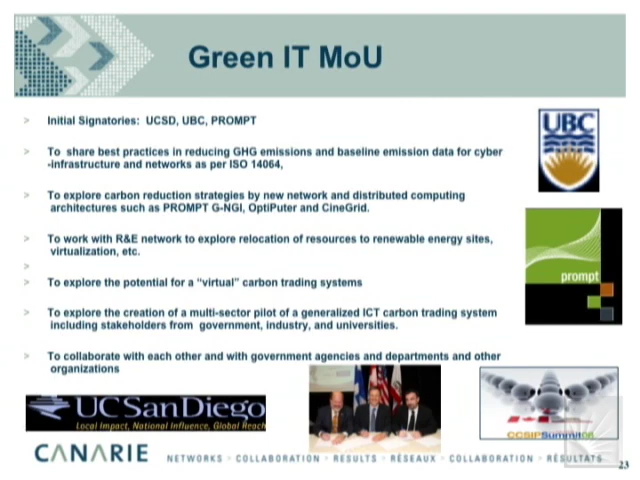 Green IT MoU
> Initial Signatories: UCSD, UBC, PROMPT
> To share best practices in reducing GHG emissions and baseline emission data for cyber
-infrastructure and networks as per ISO 14064,
> To explore carbon reduction strategies by new network and distributed computing
architectures such as PROMPT G-NGI, OptiPuter and CineGrid.
> To work with R&E network to explore relocation of resources to renewable energy sites,
virtualization, etc.
>
> To explore the potential for a “virtual” carbon trading systems
> To explore the creation of a multi-sector pilot of a generalized ICT carbon trading system
including stakeholders from government, industry, and universities.
> To collaborate with each other and with government agencies and departments and other
organizations
UBC
prompt
UC San Diego
Local Impact, National Influence, Global Reach
CCSIPSummit08
CANARIE NETWORKS > COLLABORATION > RESULTS > RÉSEAUX > COLLABORATION > RÉSULTATS
23